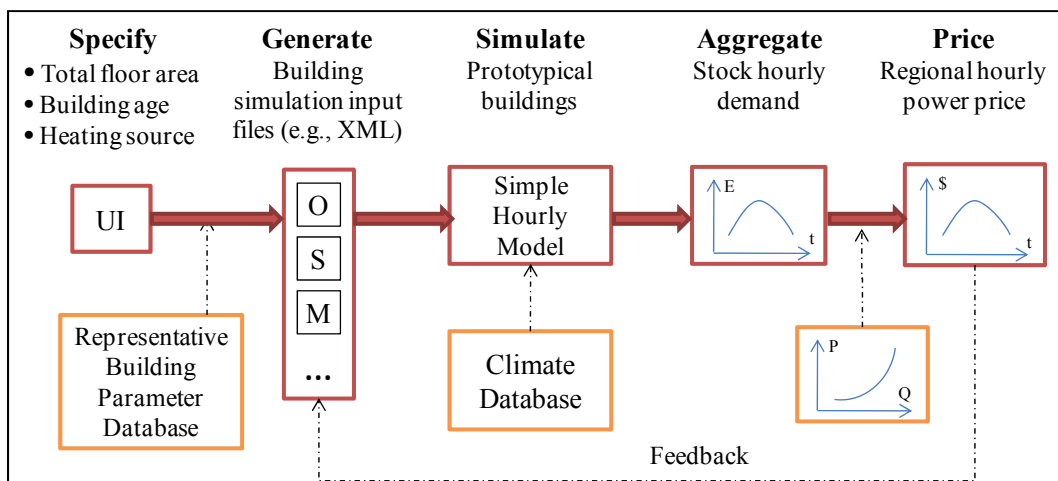 Specify
• Total floor area
• Building age
• Heating source
Generate
Building
simulation input
files (e.g., XML)
Simulate
Prototypical
buildings
Aggregate
Stock hourly
demand
Price
Regional hourly
power price
UI
O
S
M
...
Simple
Hourly
Model
E
t
$
t
Representative
Building
Parameter
Database
Climate
Database
P
Q
Feedback